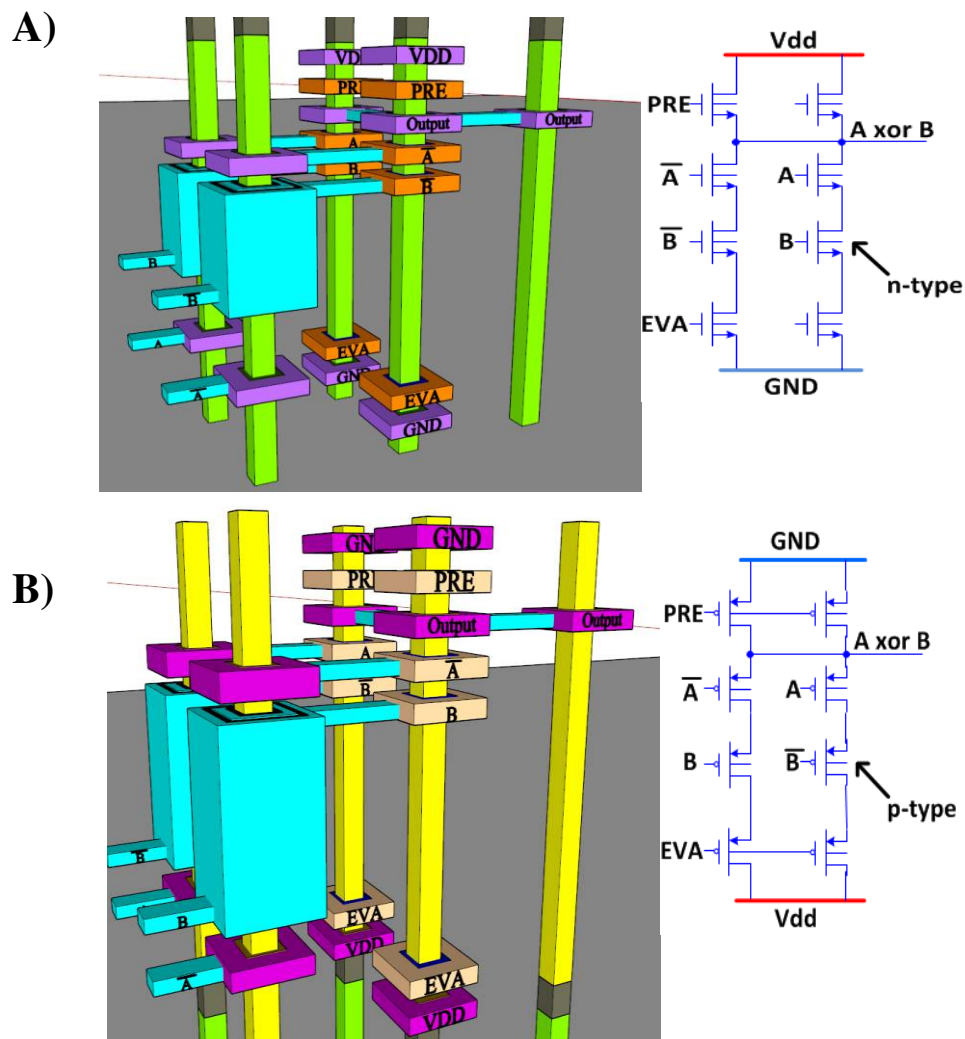 A)
VD
VDD
PRE
PRE
Output
Output
A
A̅
B
B̅
B
B̅
A
A̅
EVA
GND
EVA
GND
Vdd
PRE
A xor B
A̅
A
B̅
B
n-type
EVA
GND
B)
GND
GND
PRE
PRE
Output
Output
A
A̅
B̅
B
B̅
B
A̅
EVA
VDD
EVA
VDD
GND
PRE
A xor B
A̅
A
B
B̅
p-type
EVA
Vdd